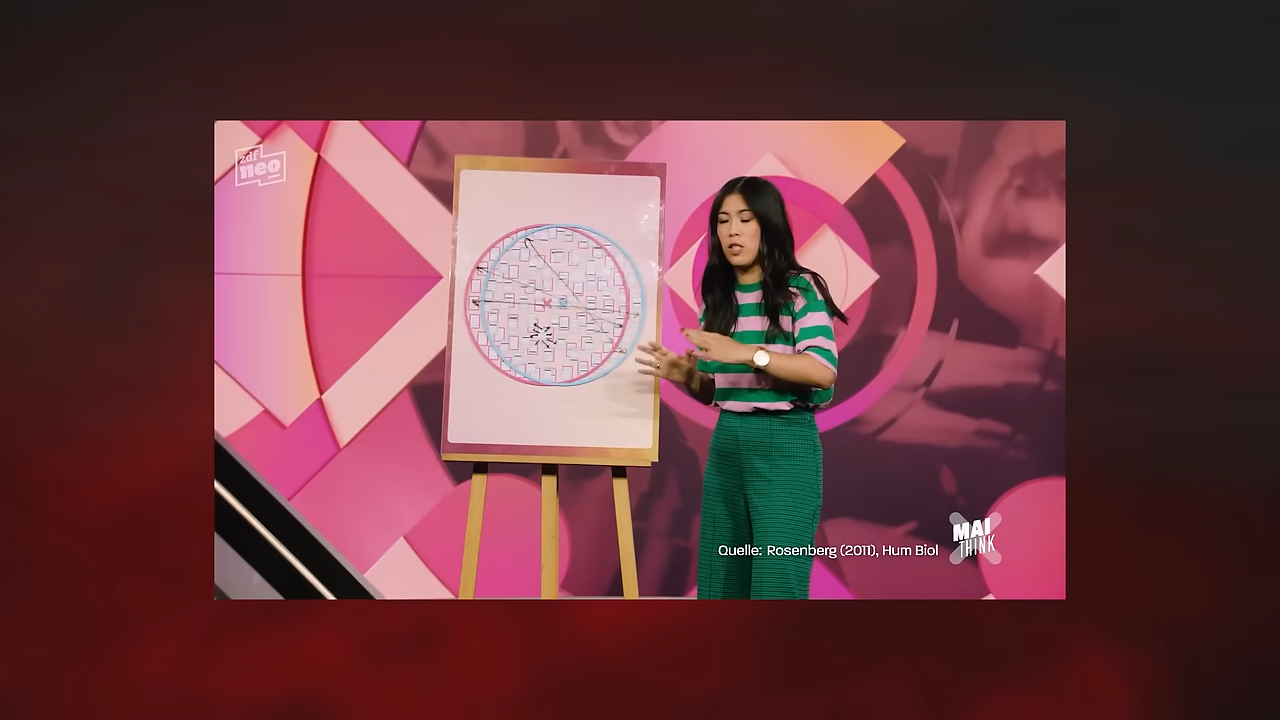 zdf
neo
Quelle: Rosenberg (2011), Hum Biol
MAI
THINK